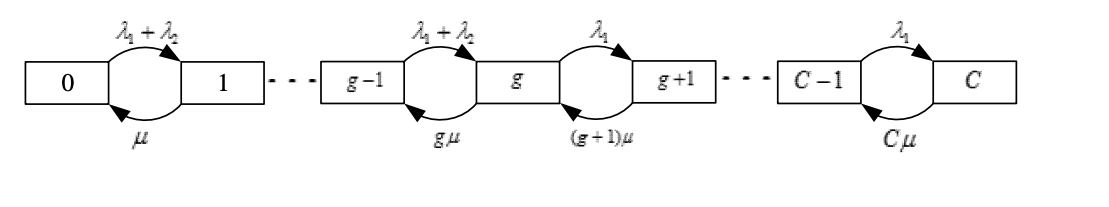 λ₁ + λ₂ λ₁ + λ₂ λ₁ λ₁
0 1 - - - g−1 g g+1 - - - C−1 C
μ gμ (g+1)μ Cμ